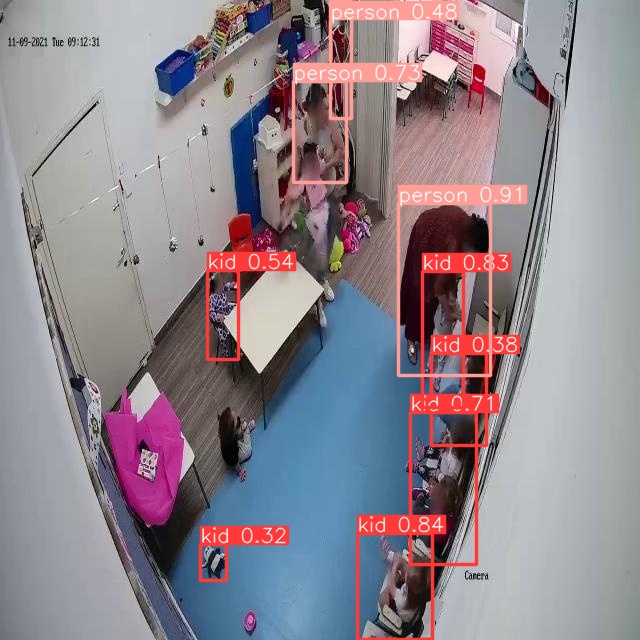 person 0.48
11-09-2021 Tue 09:12:31
person 0.73
person 0.91
kid 0.54
kid 0.83
kid 0.38
kid 0.71
kid 0.32
kid 0.84
Camera